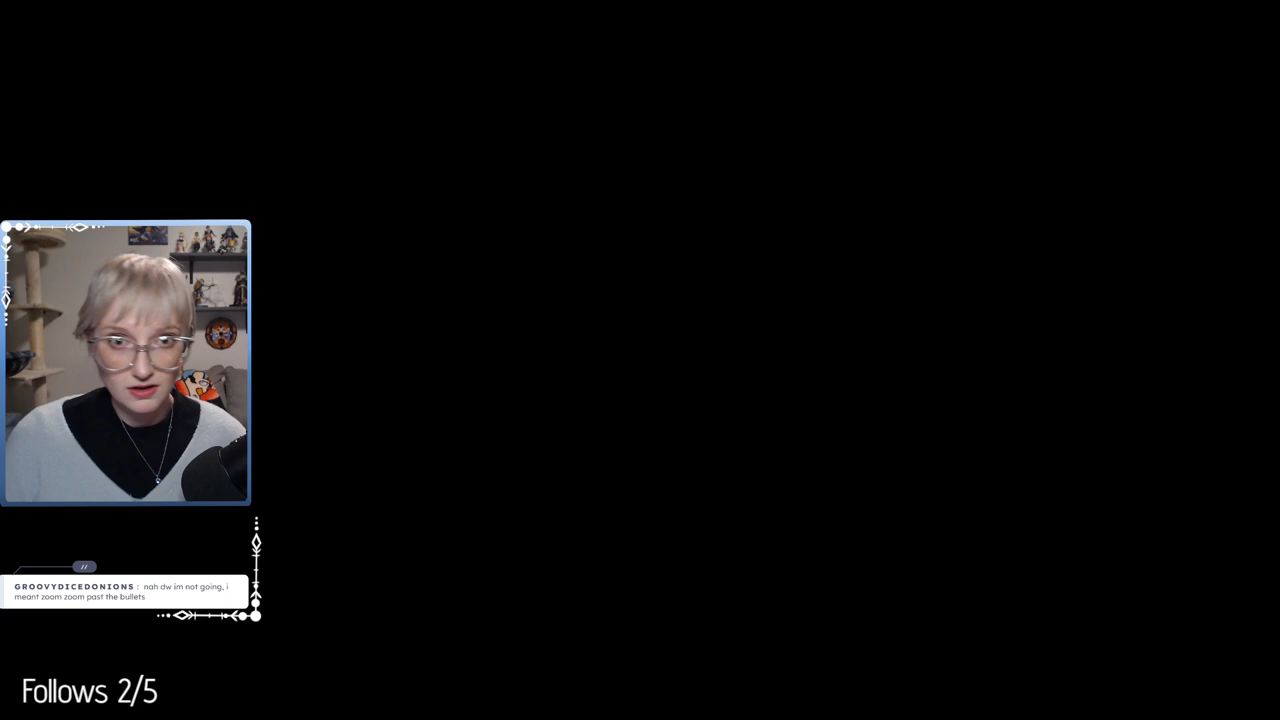 GROOVYDICEDONIONS : nah dw im not going, i
meant zoom zoom past the bullets
Follows 2/5